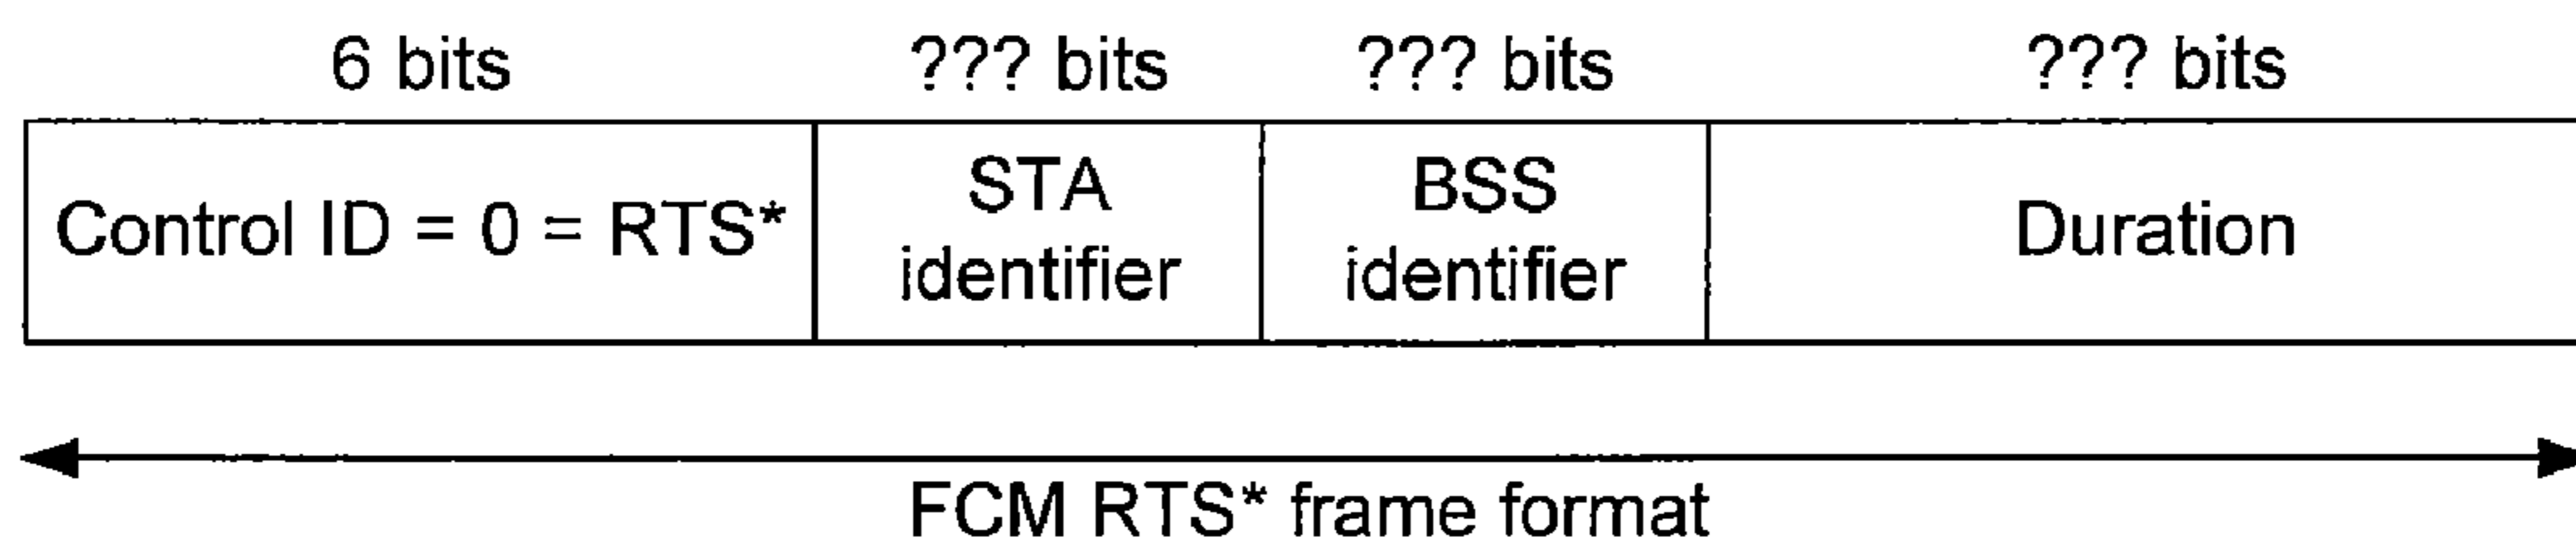 6 bits ??? bits ??? bits ??? bits
Control ID = 0 = RTS* STA identifier BSS identifier Duration
FCM RTS* frame format